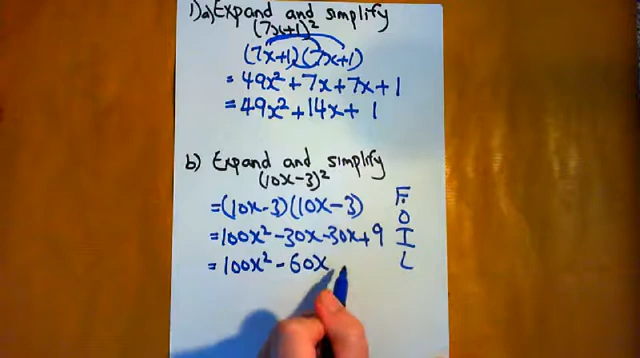 1)a) Expand and simplify
(7x+1)²
(7x+1)(7x+1)
= 49x² + 7x + 7x + 1
= 49x² + 14x + 1
b) Expand and simplify
(10x-3)²
= (10x-3)(10x-3)
= 100x² - 30x - 30x + 9
= 100x² - 60x
F
O
I
L